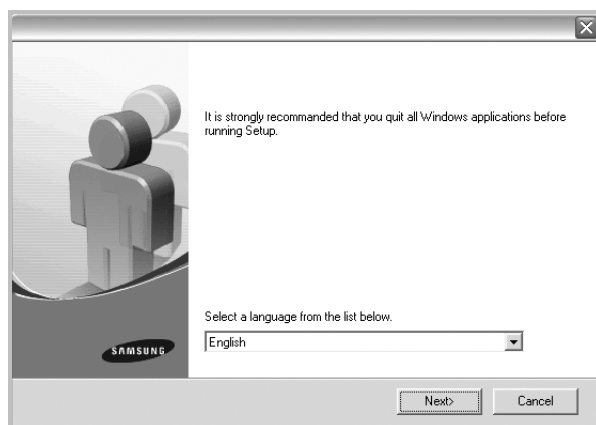 It is strongly recommanded that you quit all Windows applications before
running Setup.
Select a language from the list below.
English
SAMSUNG
Next>
Cancel